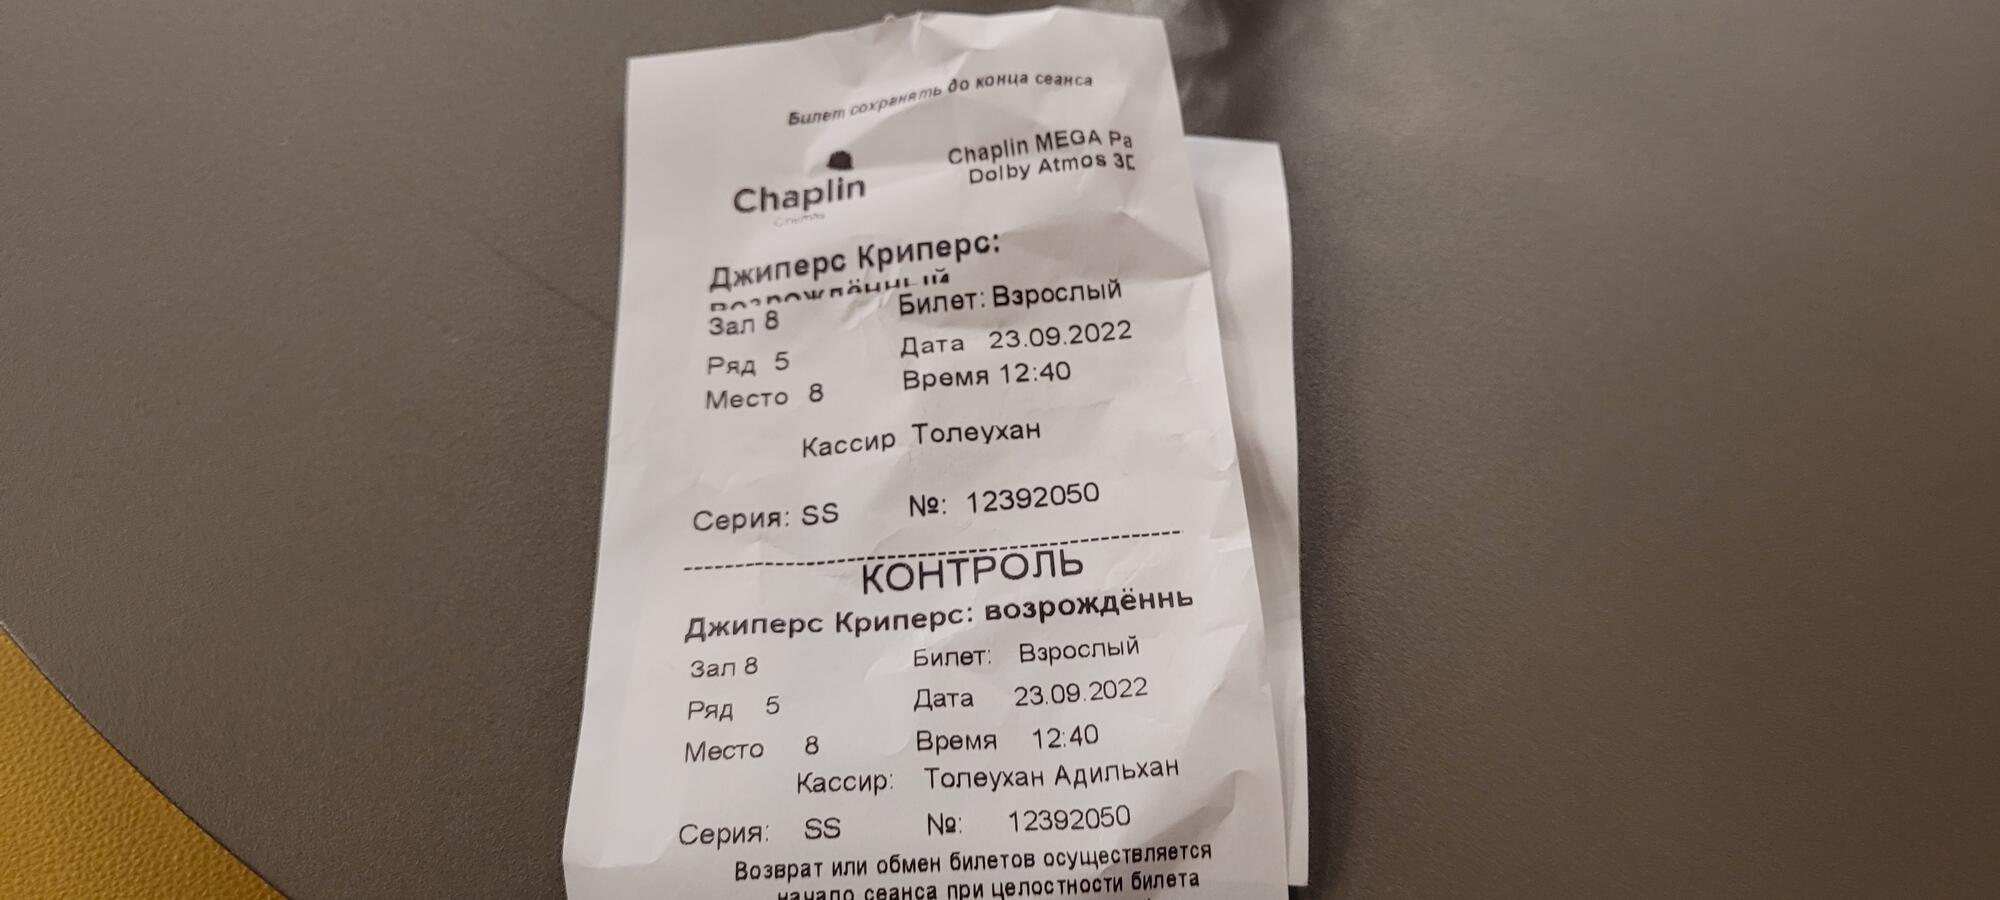 Билет сохранять до конца сеанса
Chaplin MEGA Pa
Dolby Atmos 3D
Chaplin
Cinemas
Джиперс Криперс:
возрождённый
Зал 8
Билет: Взрослый
Ряд 5
Дата 23.09.2022
Место 8
Время 12:40
Кассир Толеухан
Серия: SS №: 12392050
КОНТРОЛЬ
Джиперс Криперс: возрождённь
Зал 8 Билет: Взрослый
Ряд 5 Дата 23.09.2022
Место 8 Время 12:40
Кассир: Толеухан Адильхан
Серия: SS №: 12392050
Возврат или обмен билетов осуществляется
начало сеанса при целостности билета